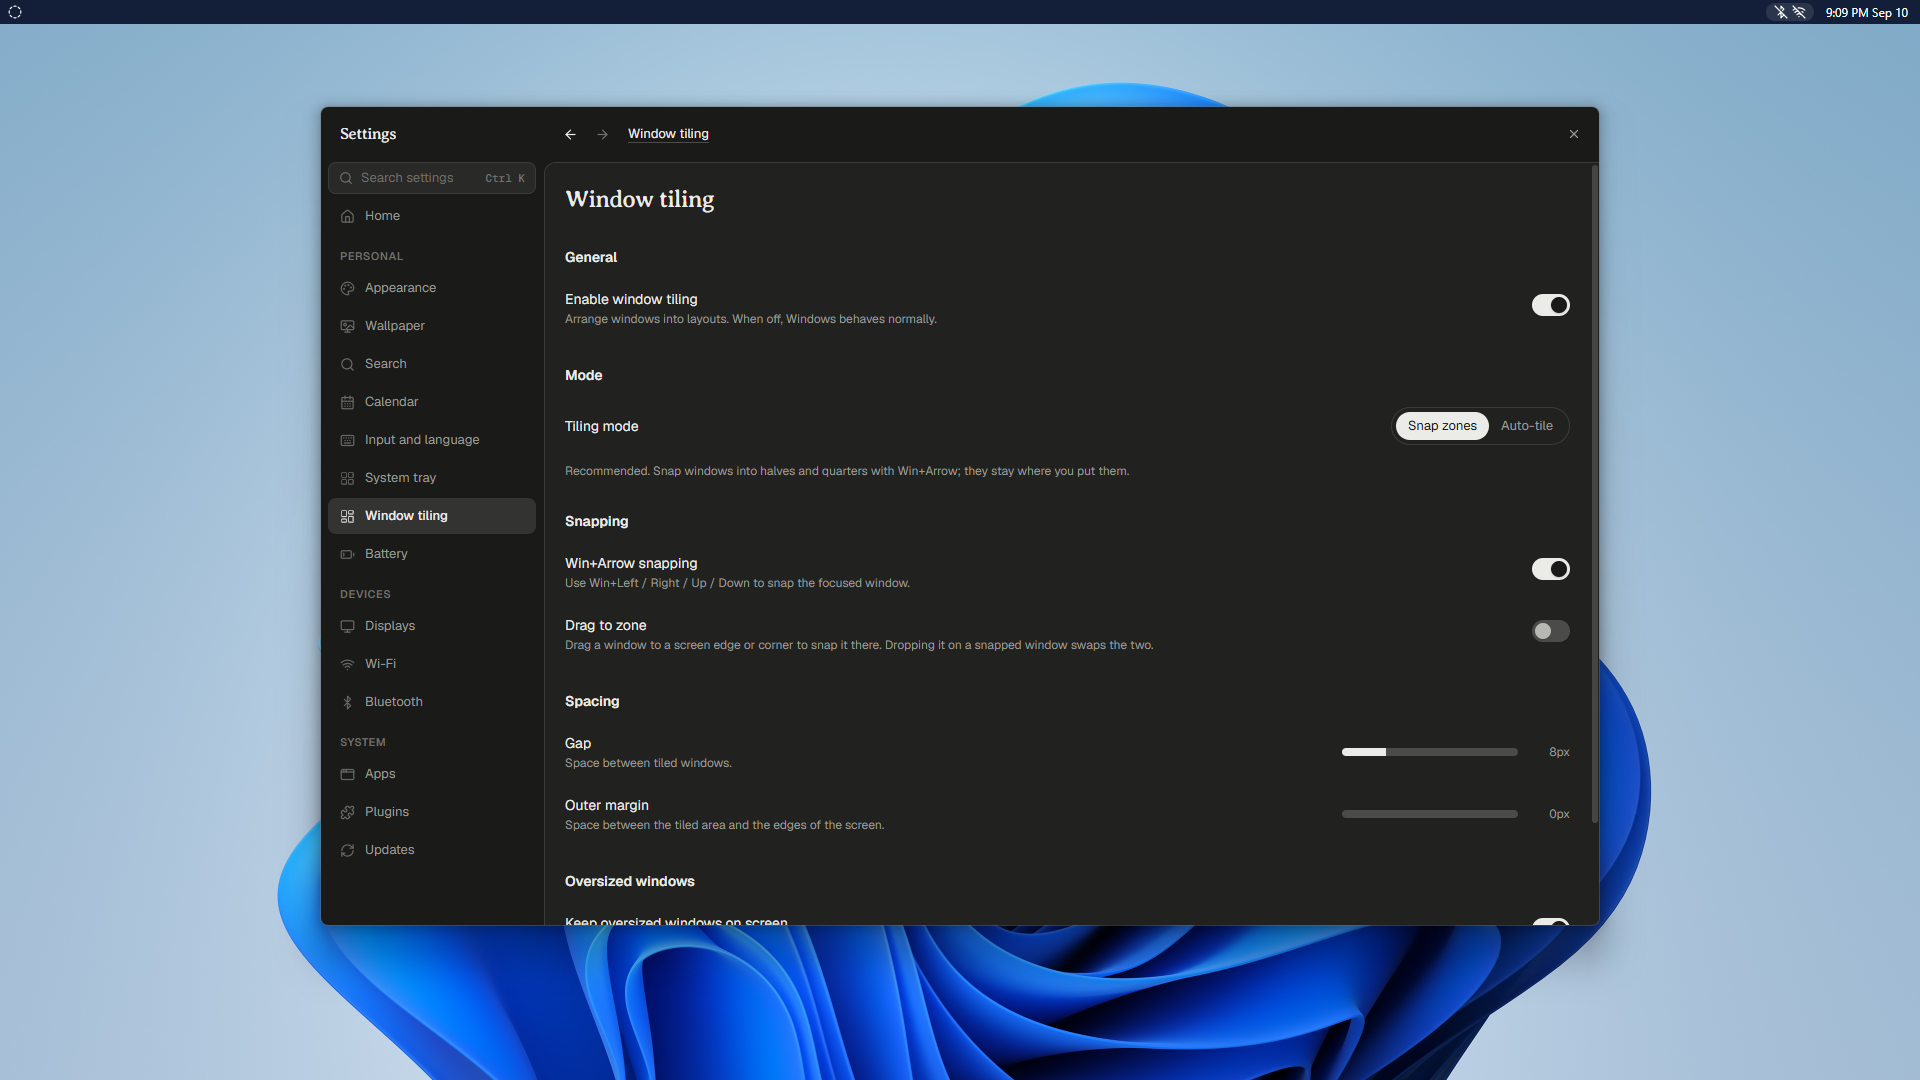 9:09 PM Sep 10
Settings
Window tiling
Search settings Ctrl K
Home
PERSONAL
Appearance
Wallpaper
Search
Calendar
Input and language
System tray
Window tiling
Battery
DEVICES
Displays
Wi-Fi
Bluetooth
SYSTEM
Apps
Plugins
Updates
Window tiling
General
Enable window tiling
Arrange windows into layouts. When off, Windows behaves normally.
Mode
Tiling mode
Snap zones Auto-tile
Recommended. Snap windows into halves and quarters with Win+Arrow; they stay where you put them.
Snapping
Win+Arrow snapping
Use Win+Left / Right / Up / Down to snap the focused window.
Drag to zone
Drag a window to a screen edge or corner to snap it there. Dropping it on a snapped window swaps the two.
Spacing
Gap
Space between tiled windows.
8px
Outer margin
Space between the tiled area and the edges of the screen.
0px
Oversized windows
Keep oversized windows on screen